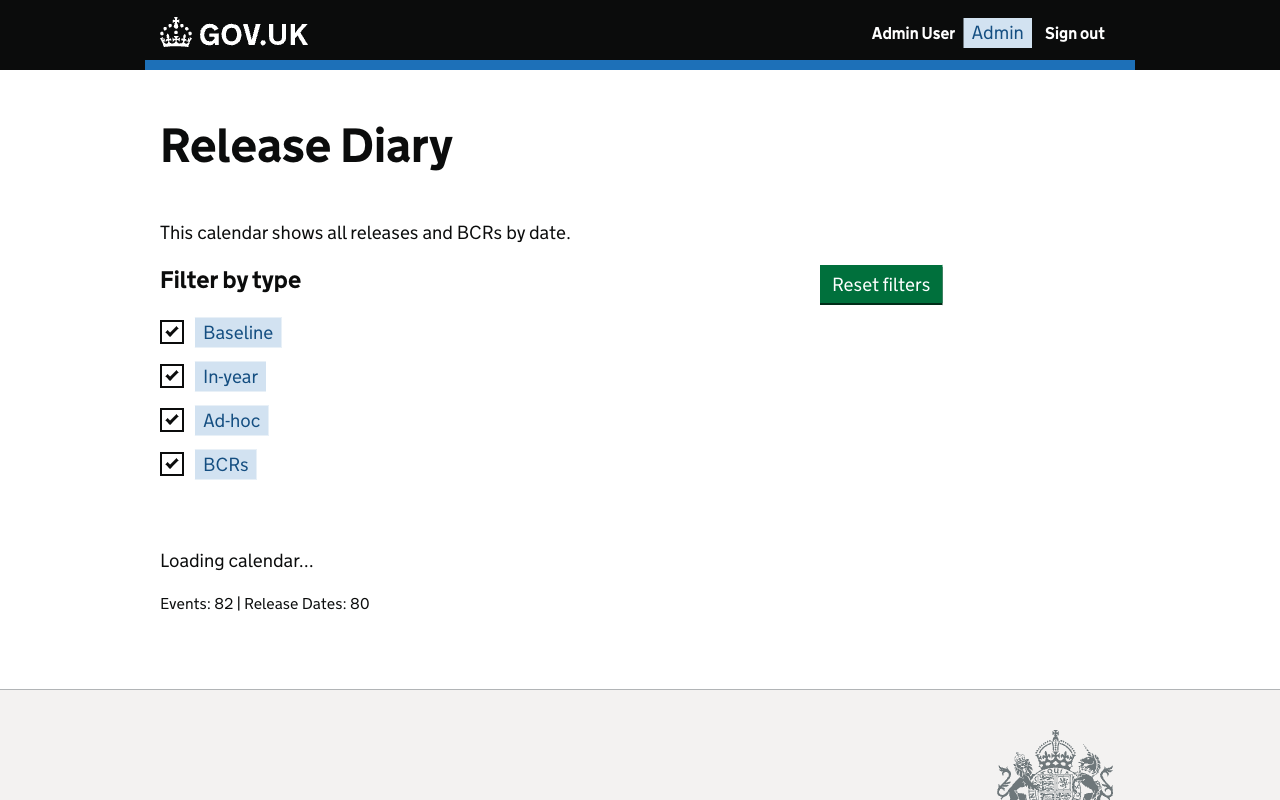 GOV.UK
Admin User Admin Sign out
Release Diary
This calendar shows all releases and BCRs by date.
Filter by type
Reset filters
Baseline
In-year
Ad-hoc
BCRs
Loading calendar...
Events: 82 | Release Dates: 80